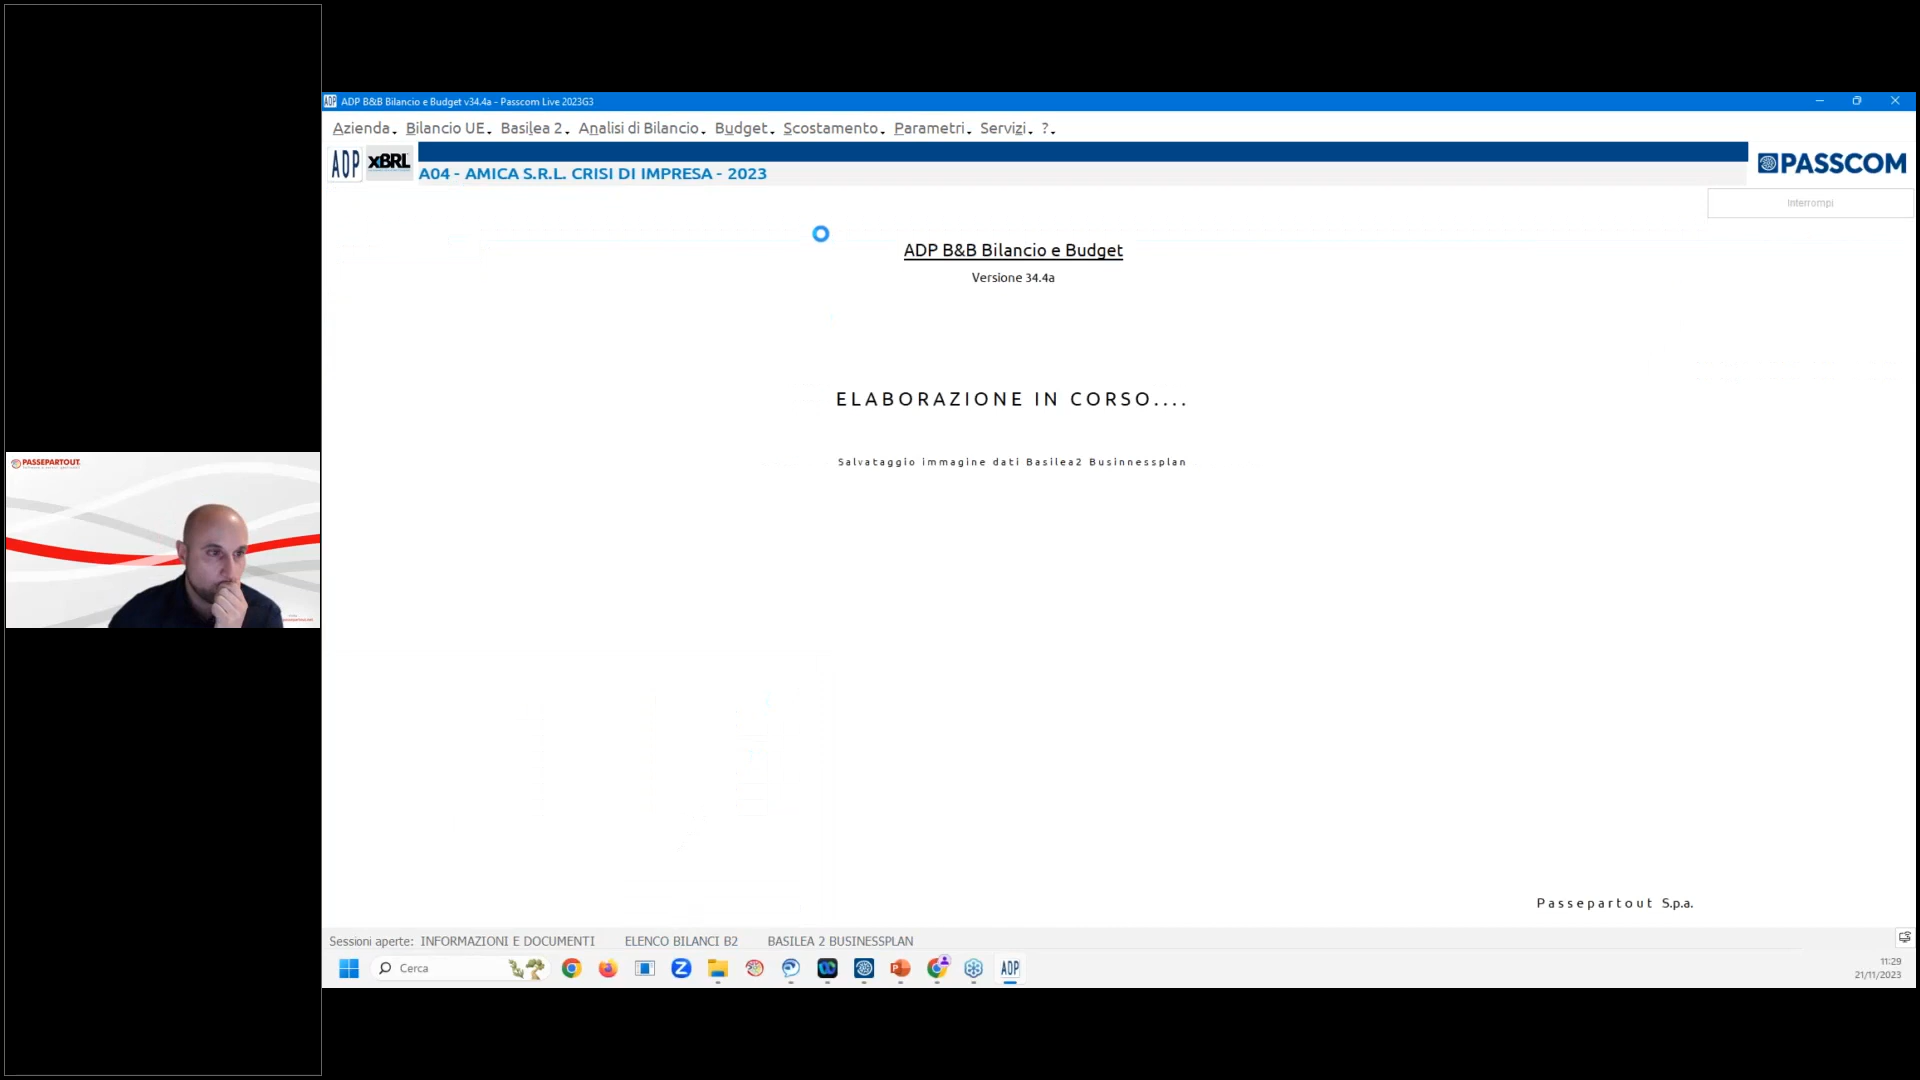 ADP B&B Bilancio e Budget v34.4a - Passcom Live 2023G3
Azienda Bilancio UE Basilea 2 Analisi di Bilancio Budget Scostamento Parametri Servizi ?
ADP XBRL
A04 - AMICA S.R.L. CRISI DI IMPRESA - 2023
PASSCOM
Interrompi
ADP B&B Bilancio e Budget
Versione 34.4a
ELABORAZIONE IN CORSO....
Salvataggio immagine dati Basilea2 Businnessplan
PASSEPARTOUT
Passepartout S.p.a.
Sessioni aperte: INFORMAZIONI E DOCUMENTI ELENCO BILANCI B2 BASILEA 2 BUSINESSPLAN
Cerca
ADP
11:29
21/11/2023